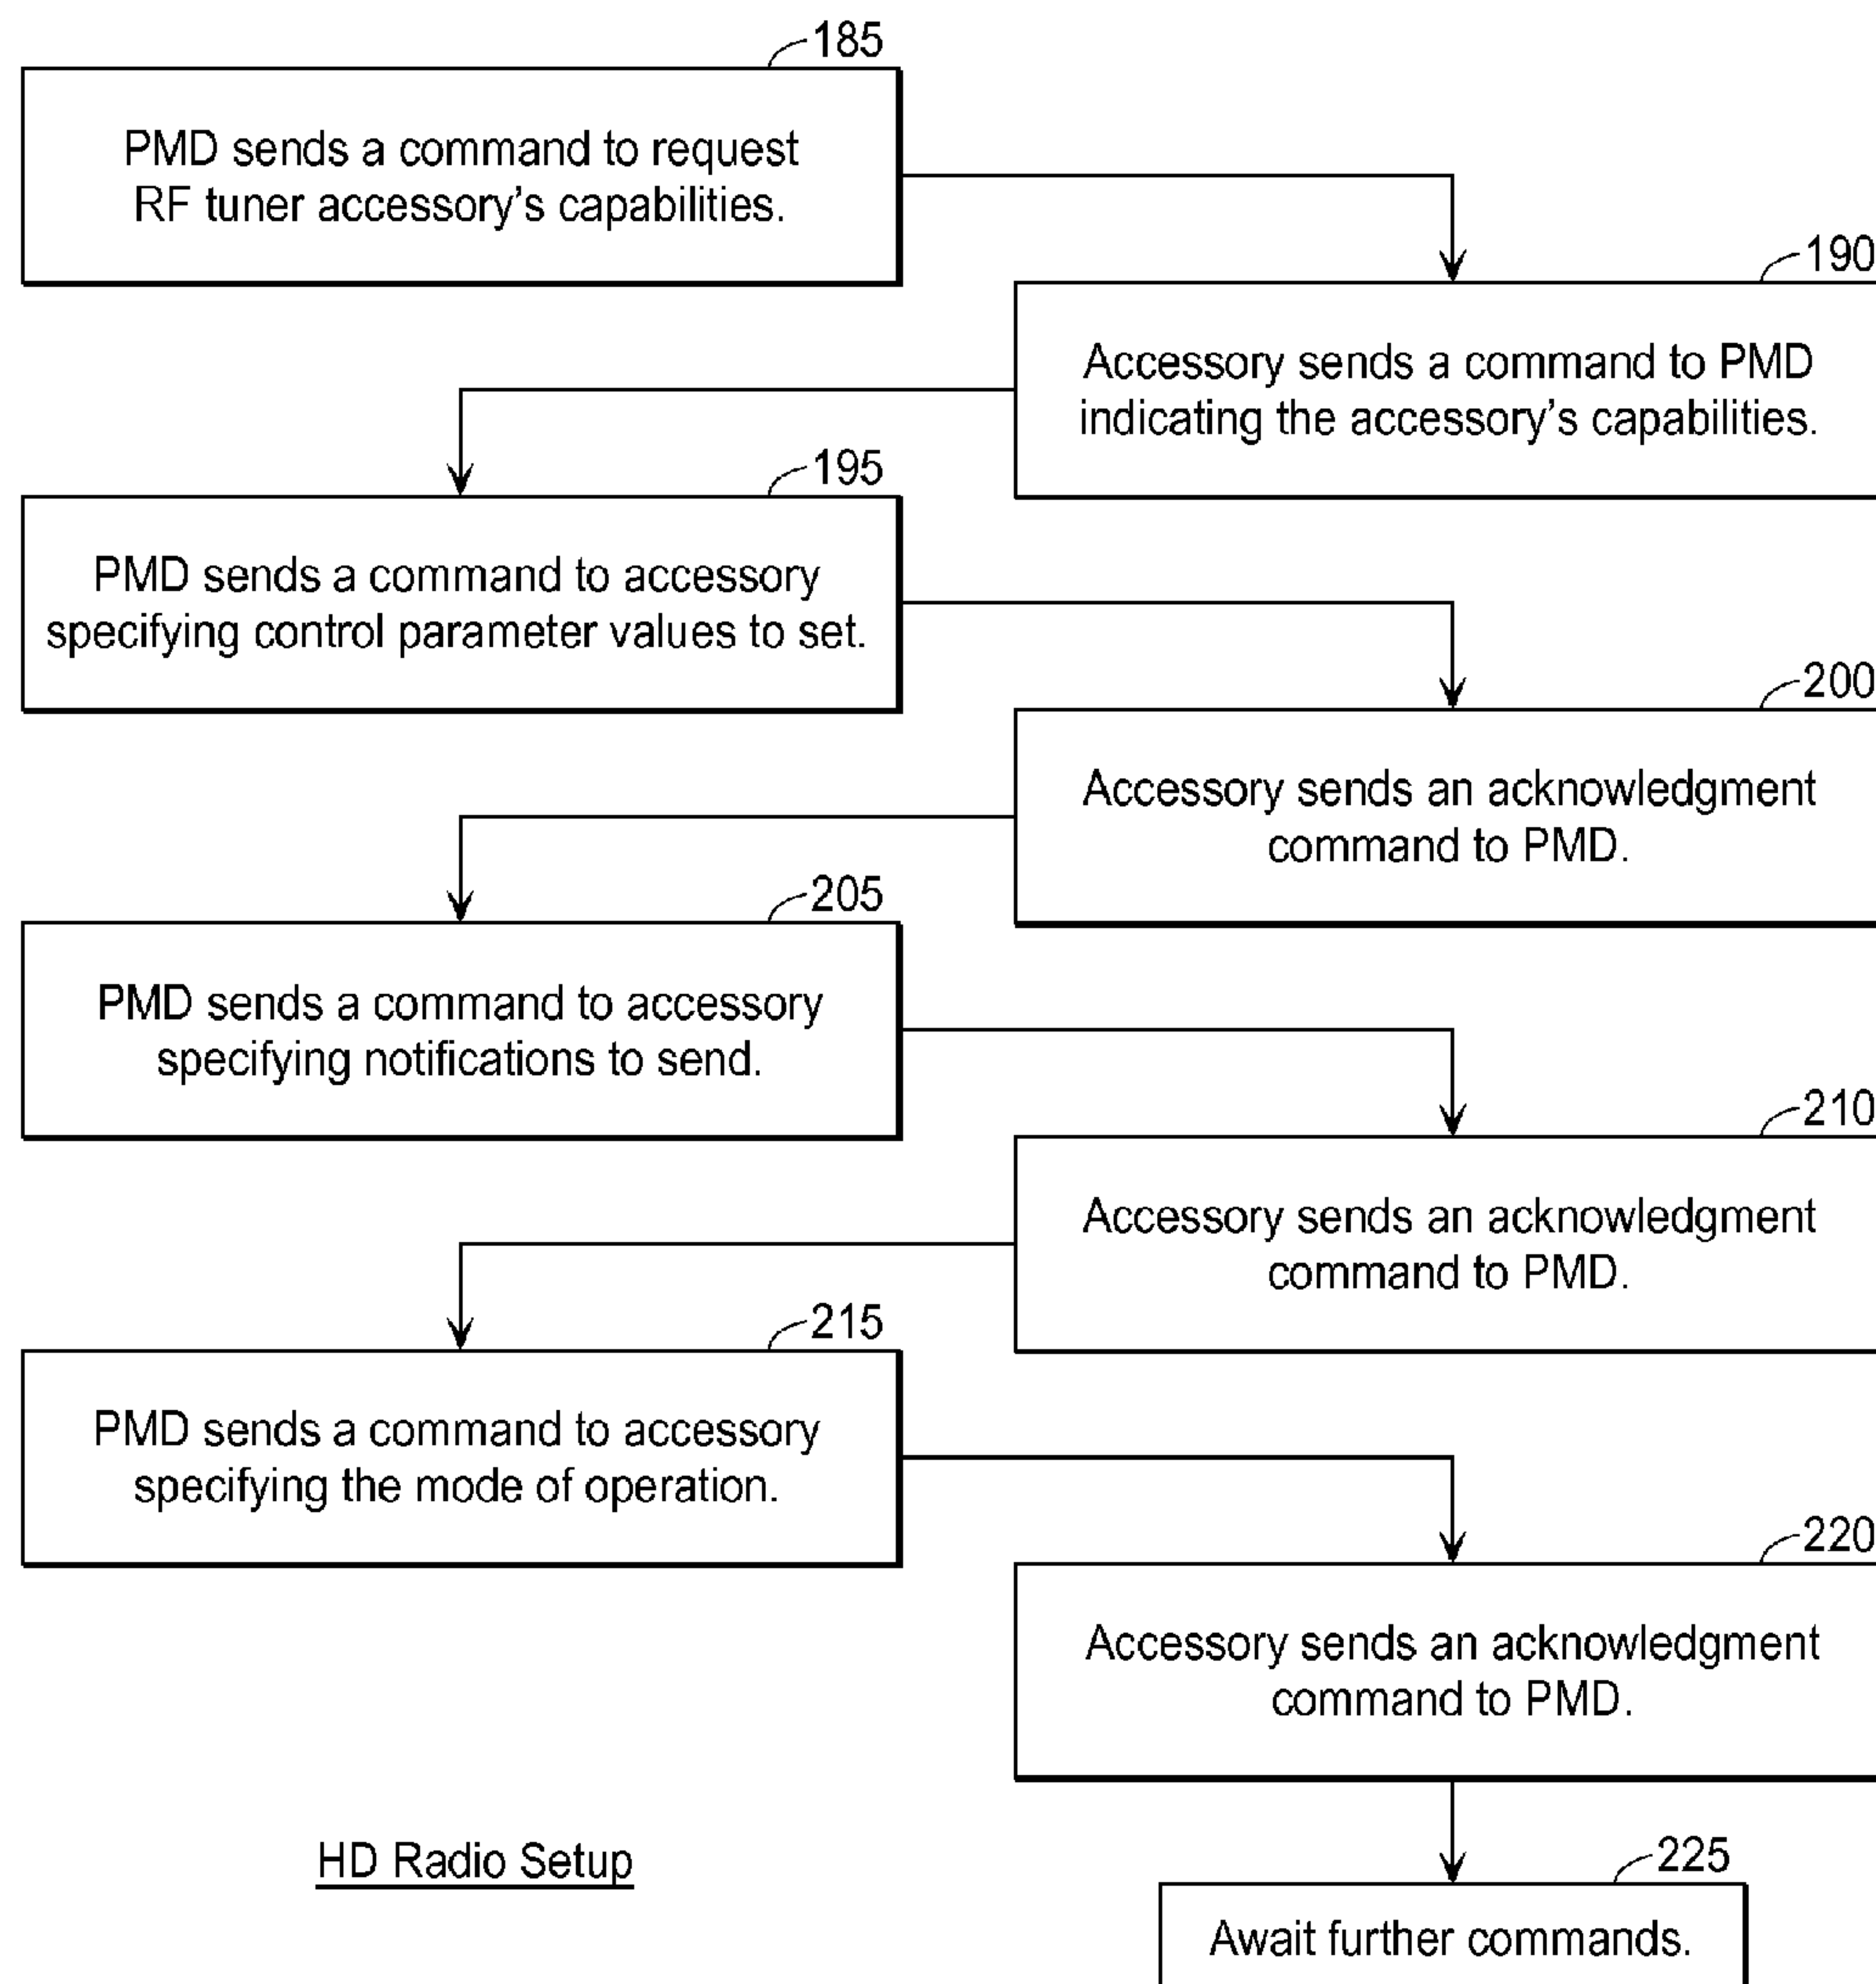 185
PMD sends a command to request
RF tuner accessory's capabilities.
190
Accessory sends a command to PMD
indicating the accessory's capabilities.
195
PMD sends a command to accessory
specifying control parameter values to set.
200
Accessory sends an acknowledgment
command to PMD.
205
PMD sends a command to accessory
specifying notifications to send.
210
Accessory sends an acknowledgment
command to PMD.
215
PMD sends a command to accessory
specifying the mode of operation.
220
Accessory sends an acknowledgment
command to PMD.
HD Radio Setup
225
Await further commands.